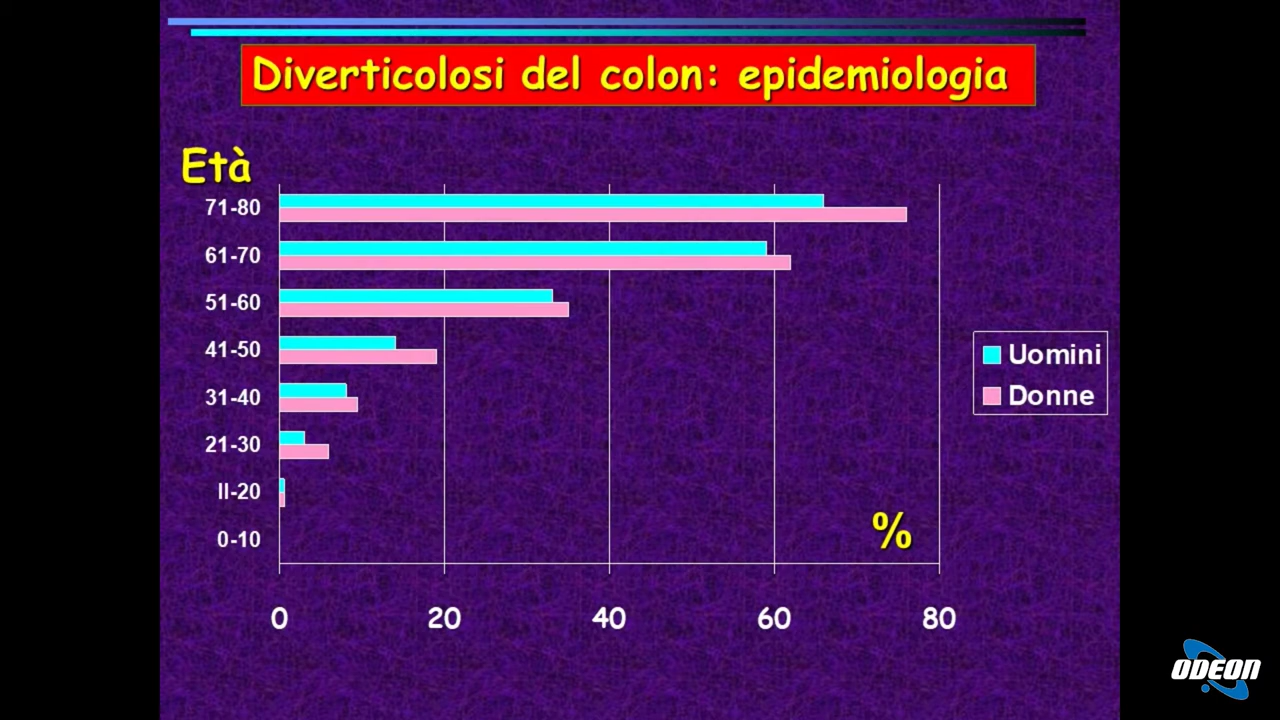 Diverticolosi del colon: epidemiologia
Età
71-80
61-70
51-60
41-50
31-40
21-30
II-20
0-10
%
0 20 40 60 80
Uomini
Donne
ODEON